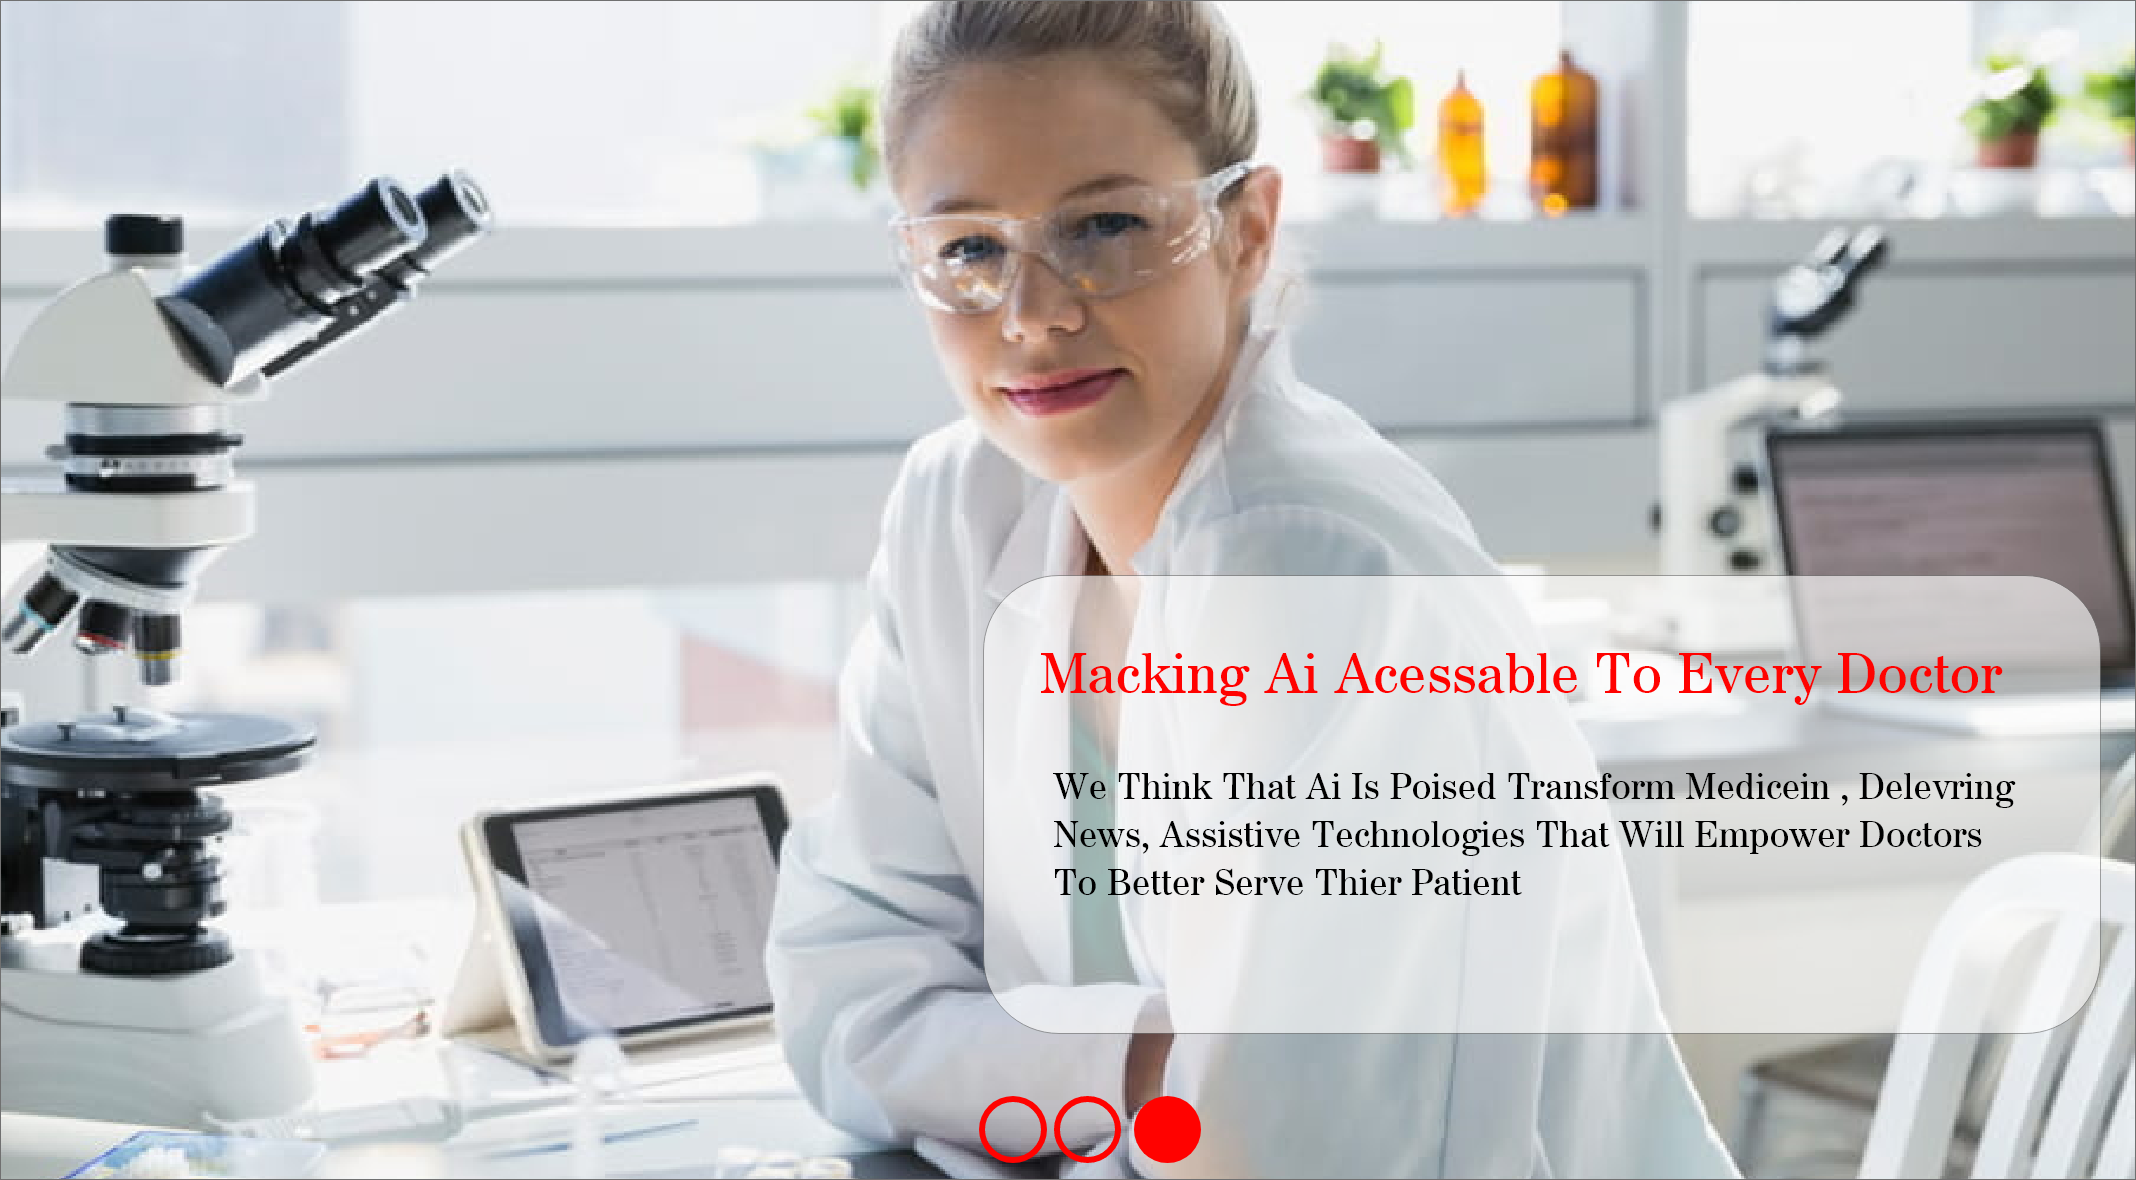 Macking Ai Acessable To Every Doctor
We Think That Ai Is Poised Transform Medicein , Delevring
News, Assistive Technologies That Will Empower Doctors
To Better Serve Thier Patient